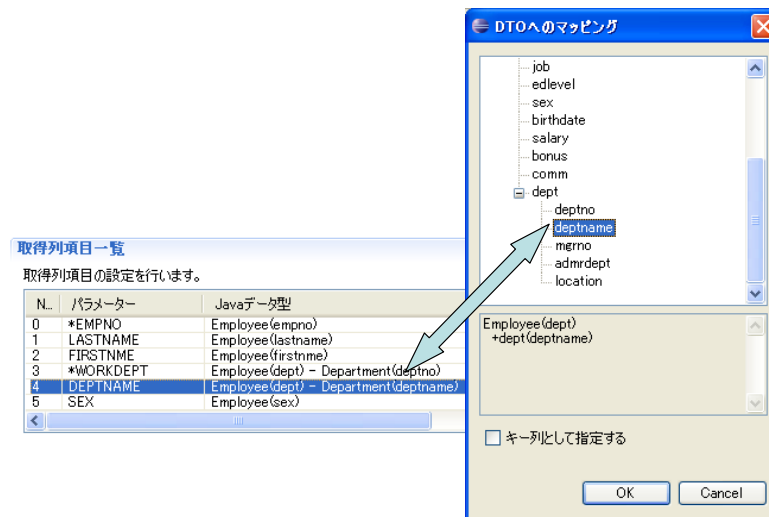 DTOへのマッピング
job
edlevel
sex
birthdate
salary
bonus
comm
dept
deptno
deptname
mgrno
admrdept
location
Employee(dept)
+dept(deptname)
キー列として指定する
OK Cancel
取得列項目一覧
取得列項目の設定を行います。
N... パラメーター Javaデータ型
0 *EMPNO Employee(empno)
1 LASTNAME Employee(lastname)
2 FIRSTNME Employee(firstnme)
3 *WORKDEPT Employee(dept) - Department(deptno)
4 DEPTNAME Employee(dept) - Department(deptname)
5 SEX Employee(sex)